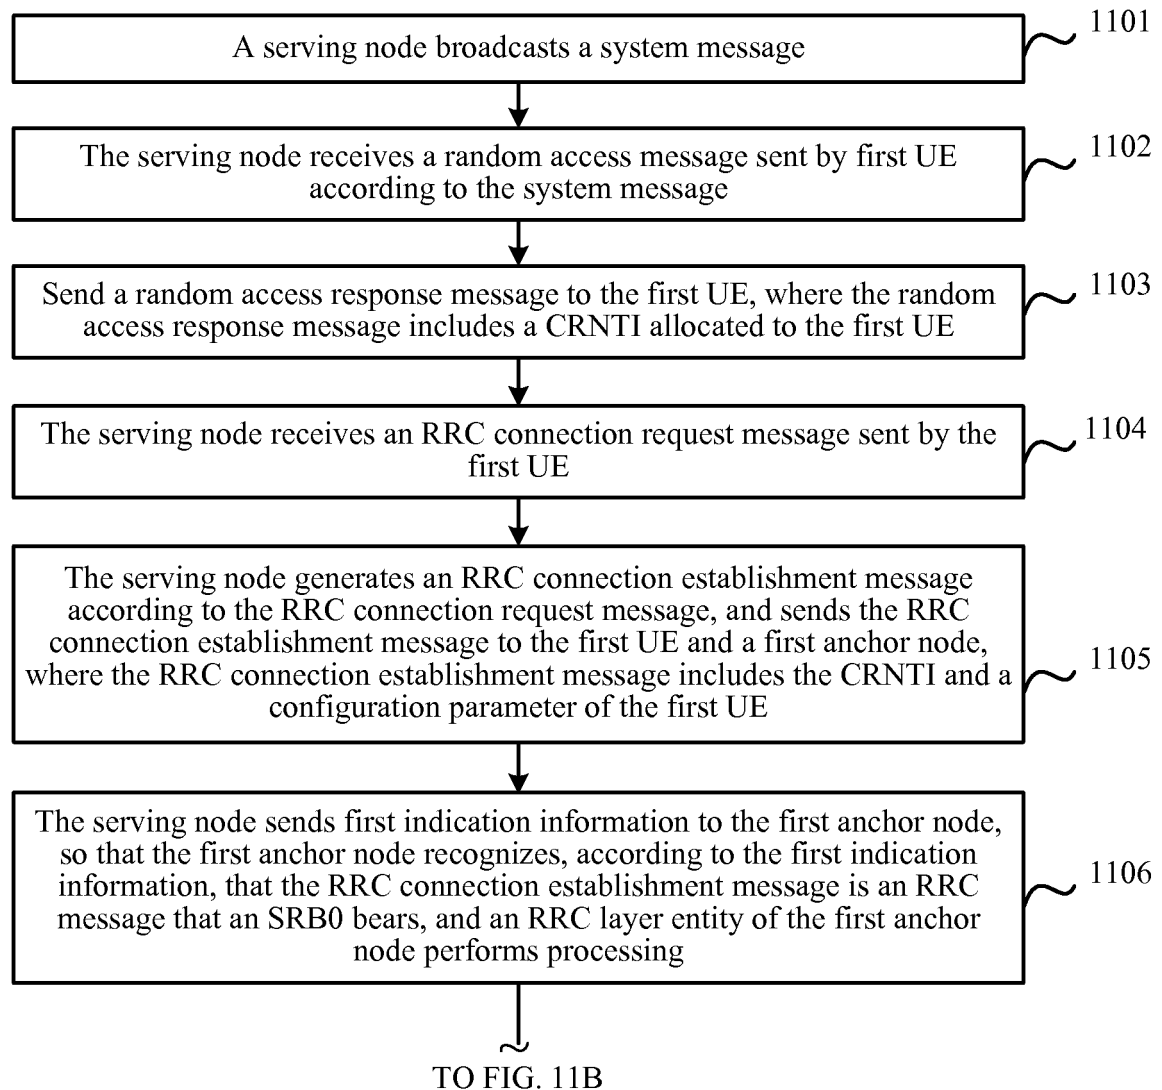 A serving node broadcasts a system message
1101
The serving node receives a random access message sent by first UE
according to the system message
1102
Send a random access response message to the first UE, where the random
access response message includes a CRNTI allocated to the first UE
1103
The serving node receives an RRC connection request message sent by the
first UE
1104
The serving node generates an RRC connection establishment message
according to the RRC connection request message, and sends the RRC
connection establishment message to the first UE and a first anchor node,
where the RRC connection establishment message includes the CRNTI and a
configuration parameter of the first UE
1105
The serving node sends first indication information to the first anchor node,
so that the first anchor node recognizes, according to the first indication
information, that the RRC connection establishment message is an RRC
message that an SRB0 bears, and an RRC layer entity of the first anchor
node performs processing
1106
TO FIG. 11B